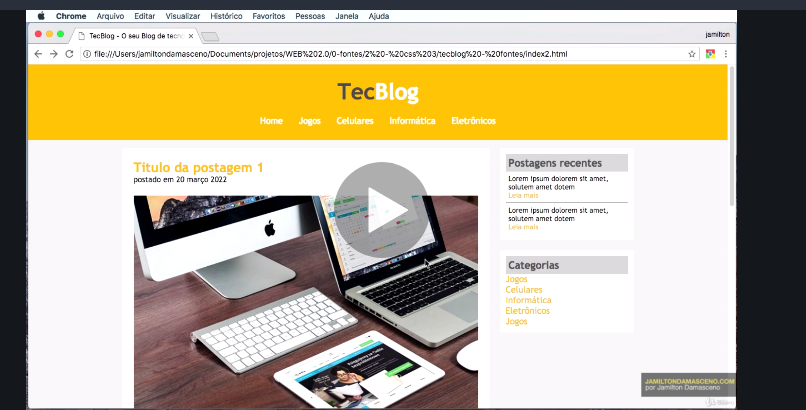 Chrome Arquivo Editar Visualizar Histórico Favoritos Pessoas Janela Ajuda
TecBlog - O seu Blog de tecno
jamilton
file:///Users/jamiltondamasceno/Documents/projetos/WEB%202.0/0-fontes/2%20-%20css%203/tecblog%20-%20fontes/index2.html
TecBlog
Home Jogos Celulares Informática Eletrônicos
Título da postagem 1
postado em 20 março 2022
Postagens recentes
Lorem ipsum dolorem sit amet,
solutem amet dotem
Leia mais
Lorem ipsum dolorem sit amet,
solutem amet dotem
Leia mais
Categorias
Jogos
Celulares
Informática
Eletrônicos
Jogos
JAMILTONDAMASCENO.COM
por Jamilton Damasceno